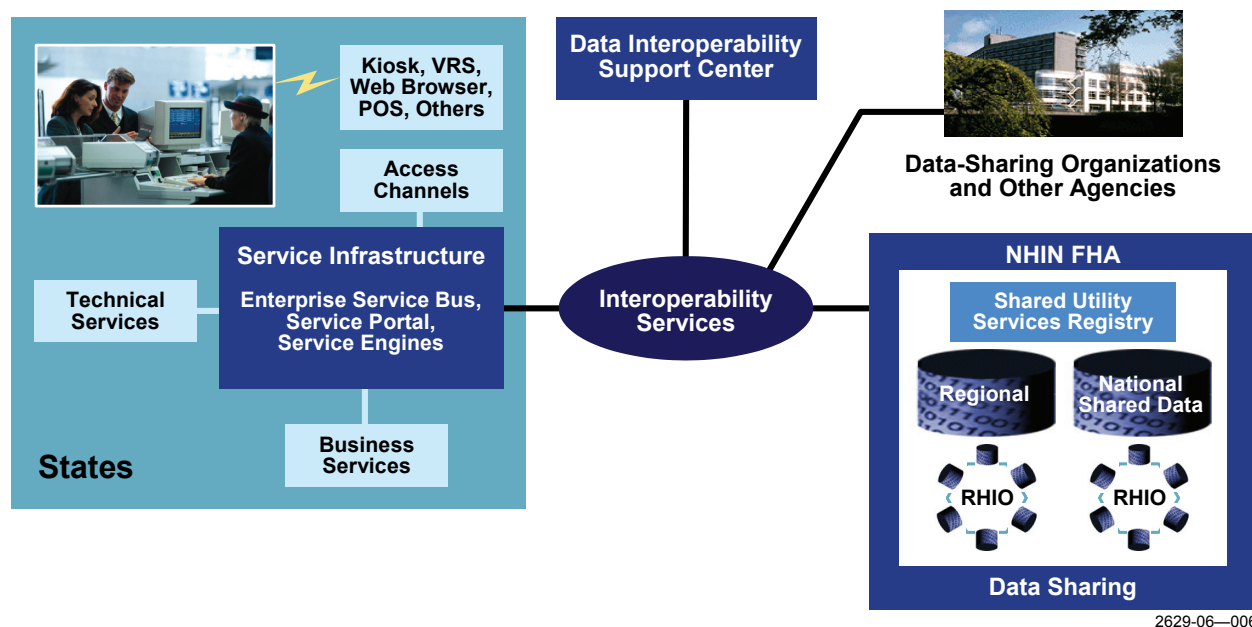 Kiosk, VRS,
Web Browser,
POS, Others
Access
Channels
Service Infrastructure
Enterprise Service Bus,
Service Portal,
Service Engines
Technical
Services
Business
Services
States
Data Interoperability
Support Center
Interoperability
Services
Data-Sharing Organizations
and Other Agencies
NHIN FHA
Shared Utility
Services Registry
Regional
National
Shared Data
RHIO
RHIO
Data Sharing
2629-06—006